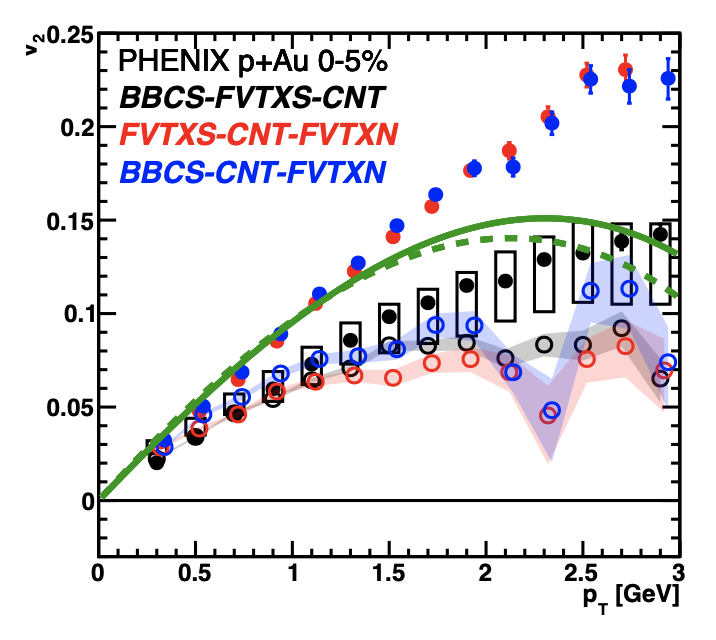 v2
0.25
PHENIX p+Au 0-5%
BBCS-FVTXS-CNT
FVTXS-CNT-FVTXN
BBCS-CNT-FVTXN
0.2
0.15
0.1
0.05
0
0 0.5 1 1.5 2 2.5 3
pT [GeV]